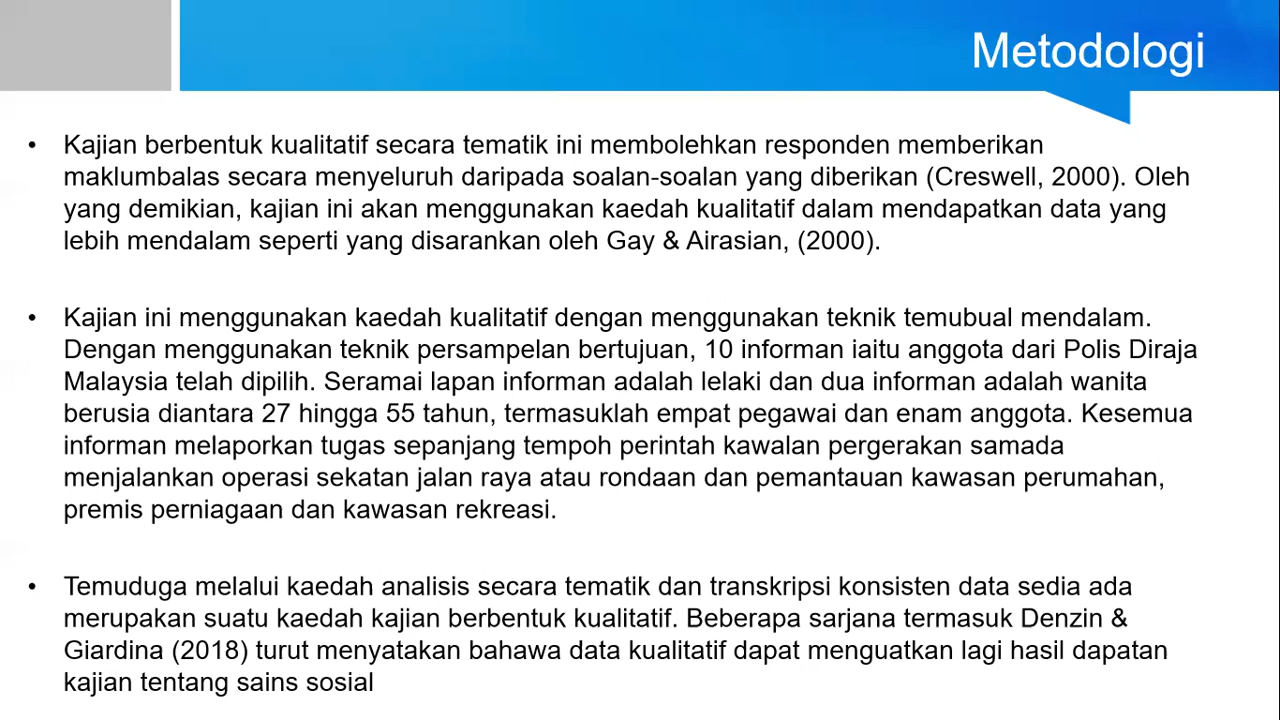 Metodologi
• Kajian berbentuk kualitatif secara tematik ini membolehkan responden memberikan
maklumbalas secara menyeluruh daripada soalan-soalan yang diberikan (Creswell, 2000). Oleh
yang demikian, kajian ini akan menggunakan kaedah kualitatif dalam mendapatkan data yang
lebih mendalam seperti yang disarankan oleh Gay & Airasian, (2000).
• Kajian ini menggunakan kaedah kualitatif dengan menggunakan teknik temubual mendalam.
Dengan menggunakan teknik persampelan bertujuan, 10 informan iaitu anggota dari Polis Diraja
Malaysia telah dipilih. Seramai lapan informan adalah lelaki dan dua informan adalah wanita
berusia diantara 27 hingga 55 tahun, termasuklah empat pegawai dan enam anggota. Kesemua
informan melaporkan tugas sepanjang tempoh perintah kawalan pergerakan samada
menjalankan operasi sekatan jalan raya atau rondaan dan pemantauan kawasan perumahan,
premis perniagaan dan kawasan rekreasi.
• Temuduga melalui kaedah analisis secara tematik dan transkripsi konsisten data sedia ada
merupakan suatu kaedah kajian berbentuk kualitatif. Beberapa sarjana termasuk Denzin &
Giardina (2018) turut menyatakan bahawa data kualitatif dapat menguatkan lagi hasil dapatan
kajian tentang sains sosial